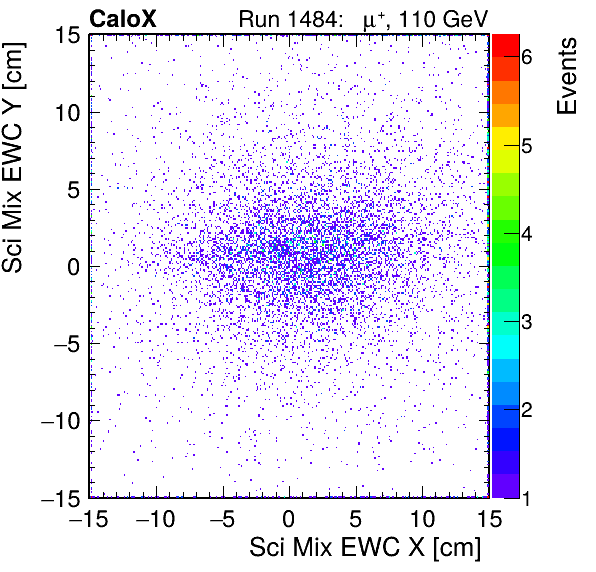 CaloX Run 1484: μ⁺, 110 GeV
Sci Mix EWC Y [cm]
Events
15
10
5
0
−5
−10
−15
6
5
4
3
2
1
−15 −10 −5 0 5 10 15
Sci Mix EWC X [cm]